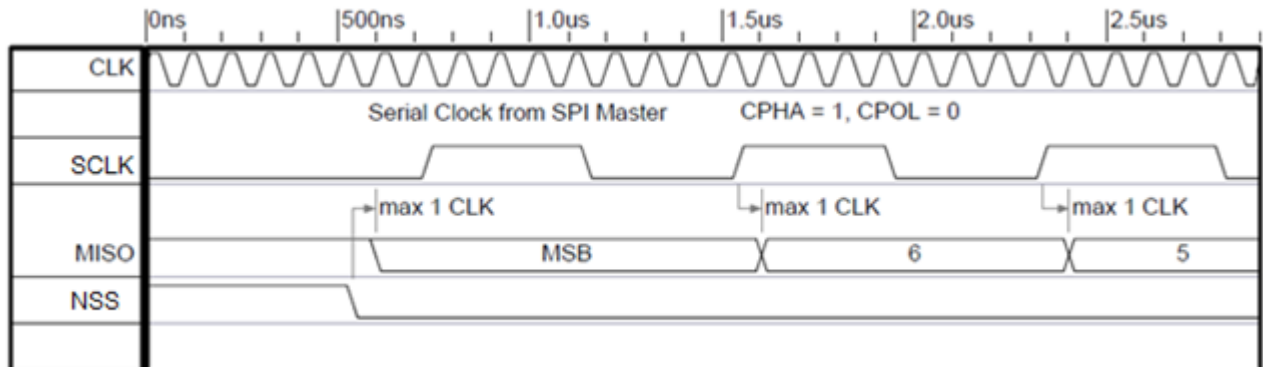 0ns 500ns 1.0us 1.5us 2.0us 2.5us
CLK
Serial Clock from SPI Master CPHA = 1, CPOL = 0
SCLK
max 1 CLK max 1 CLK max 1 CLK
MISO MSB 6 5
NSS